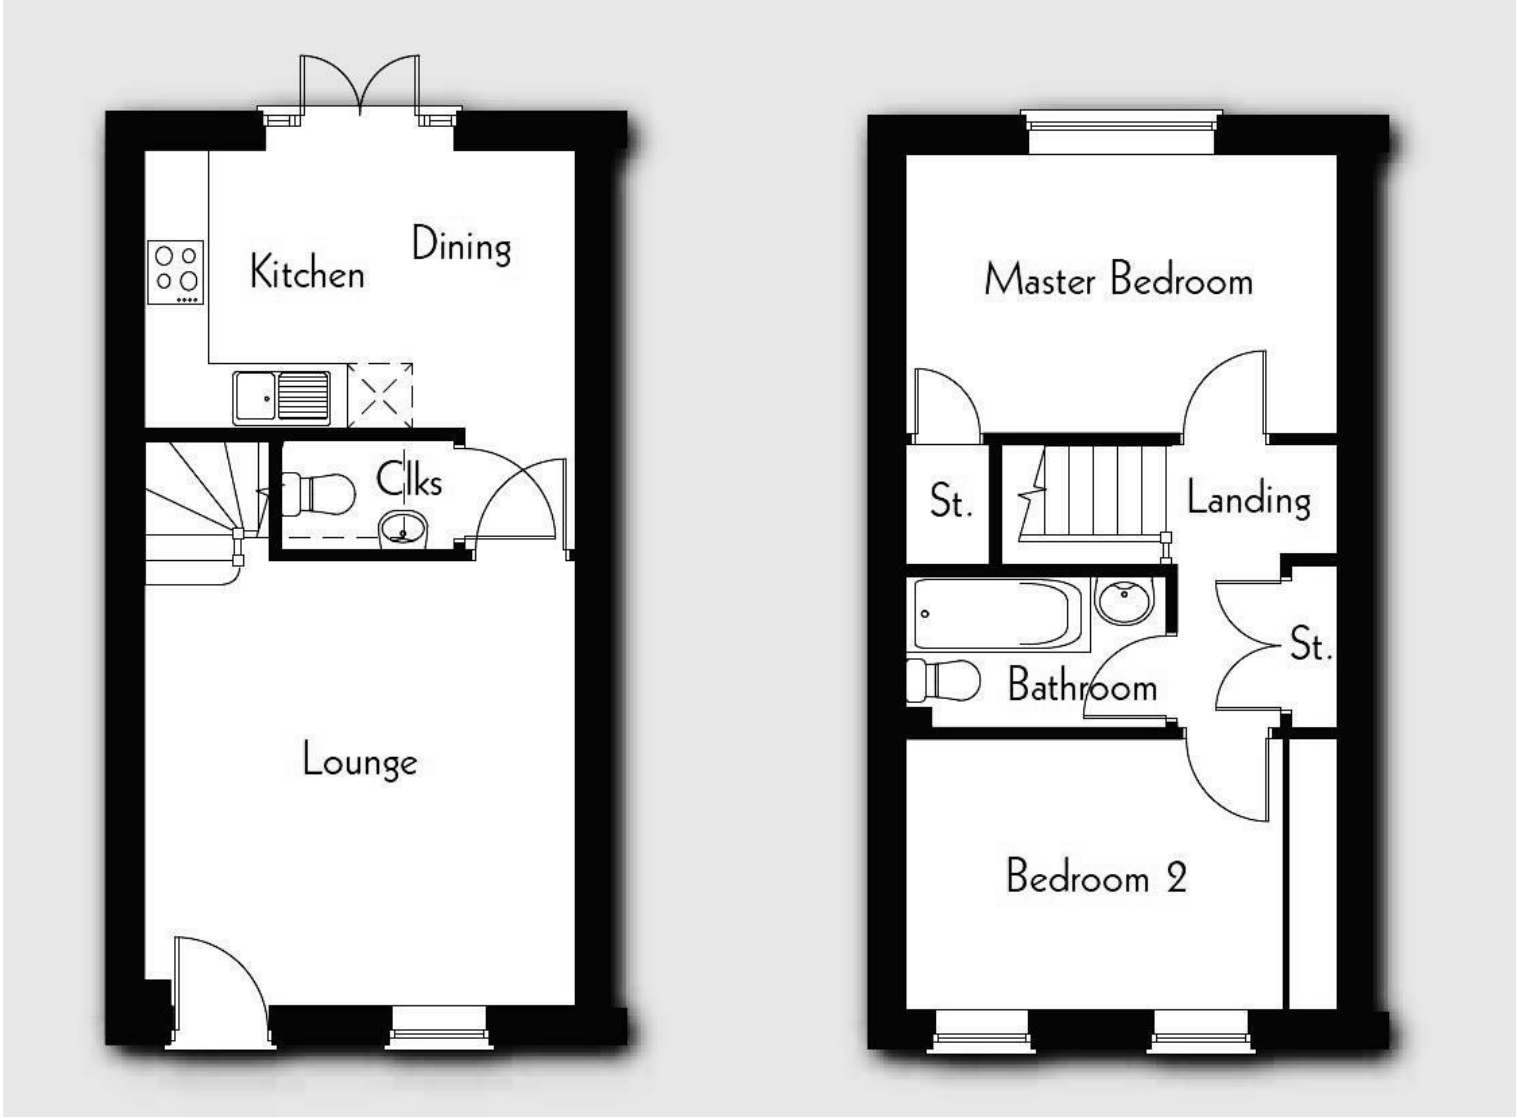 Kitchen
Dining
Clks
Lounge
Master Bedroom
St.
Landing
St.
Bathroom
Bedroom 2